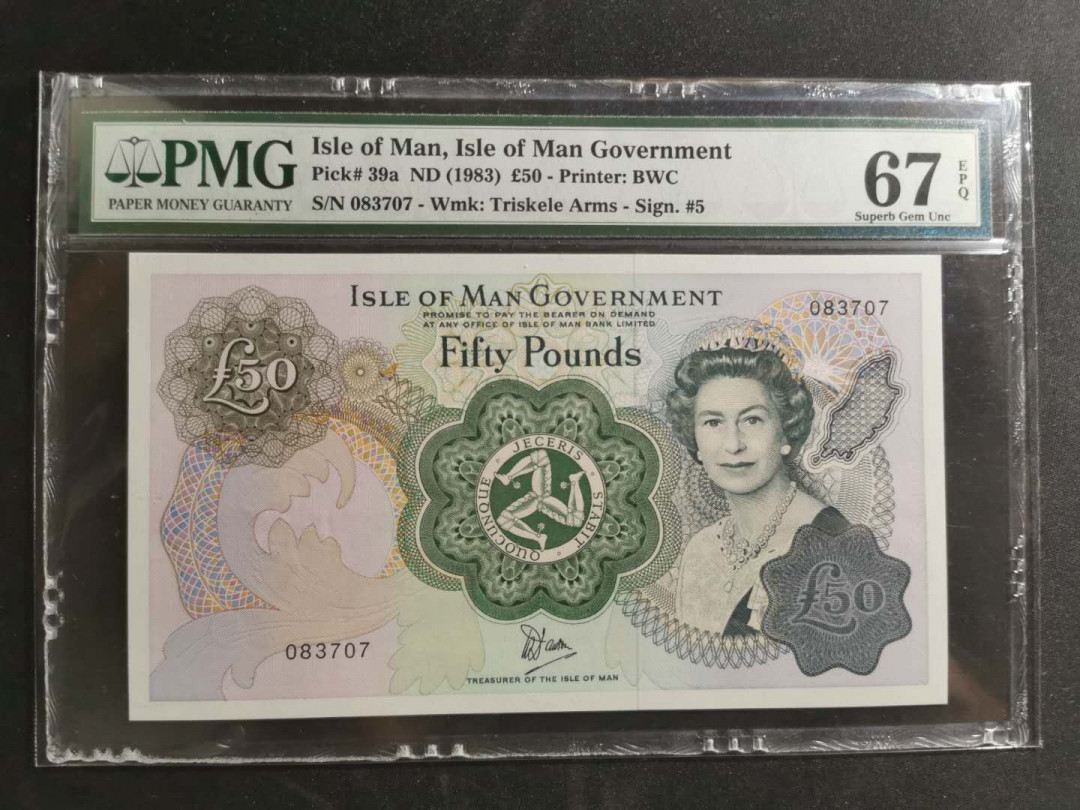 PMG
PAPER MONEY GUARANTY
Isle of Man, Isle of Man Government
Pick# 39a ND (1983) £50 - Printer: BWC
S/N 083707 - Wmk: Triskele Arms - Sign. #5
67
EPQ
Superb Gem Unc
ISLE OF MAN GOVERNMENT
PROMISE TO PAY THE BEARER ON DEMAND
AT ANY OFFICE OF ISLE OF MAN BANK LIMITED
Fifty Pounds
083707
£50
QUOCUNQUE · JECERIS · STABIT
£50
083707
TREASURER OF THE ISLE OF MAN